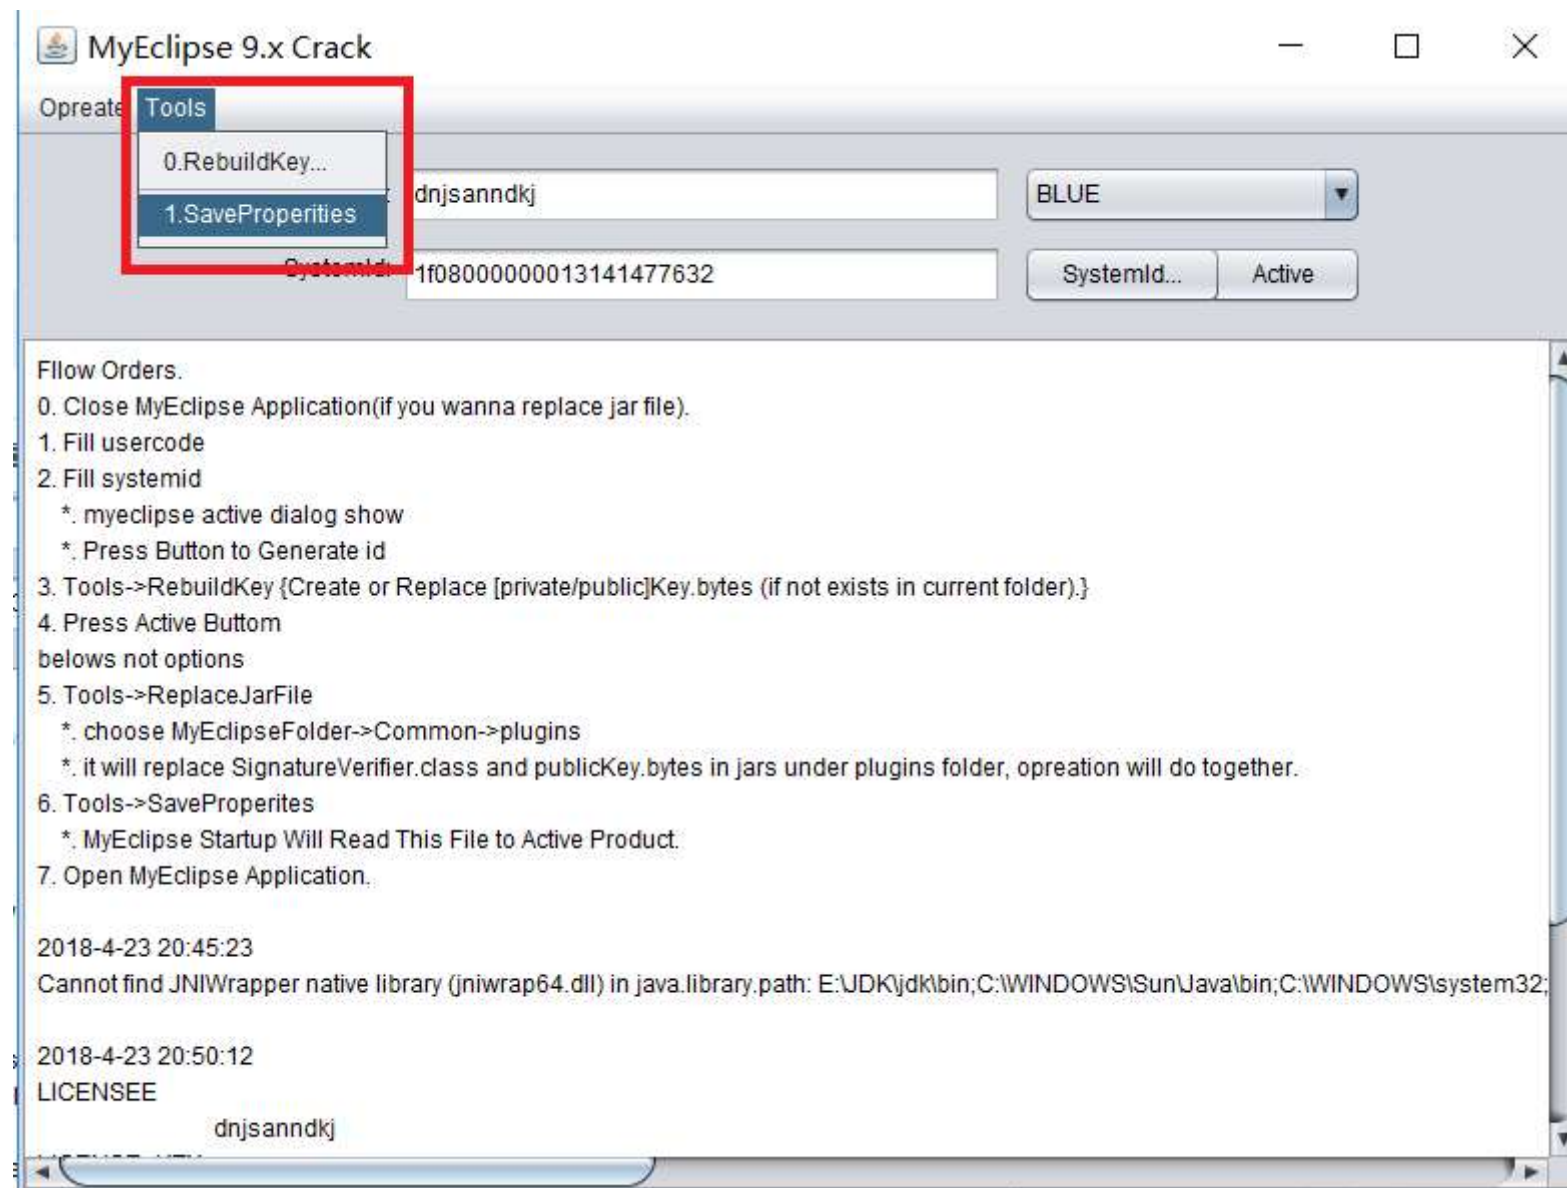 MyEclipse 9.x Crack
Opreate Tools
0.RebuildKey...
1.SaveProperities
: dnjsanndkj BLUE
SystemId: 1f08000000013141477632 SystemId... Active
Fllow Orders.
0. Close MyEclipse Application(if you wanna replace jar file).
1. Fill usercode
2. Fill systemid
*. myeclipse active dialog show
*. Press Button to Generate id
3. Tools->RebuildKey {Create or Replace [private/public]Key.bytes (if not exists in current folder).}
4. Press Active Buttom
belows not options
5. Tools->ReplaceJarFile
*. choose MyEclipseFolder->Common->plugins
*. it will replace SignatureVerifier.class and publicKey.bytes in jars under plugins folder, opreation will do together.
6. Tools->SaveProperites
*. MyEclipse Startup Will Read This File to Active Product.
7. Open MyEclipse Application.
2018-4-23 20:45:23
Cannot find JNIWrapper native library (jniwrap64.dll) in java.library.path: E:\JDK\jdk\bin;C:\WINDOWS\Sun\Java\bin;C:\WINDOWS\system32;
2018-4-23 20:50:12
LICENSEE
dnjsanndkj